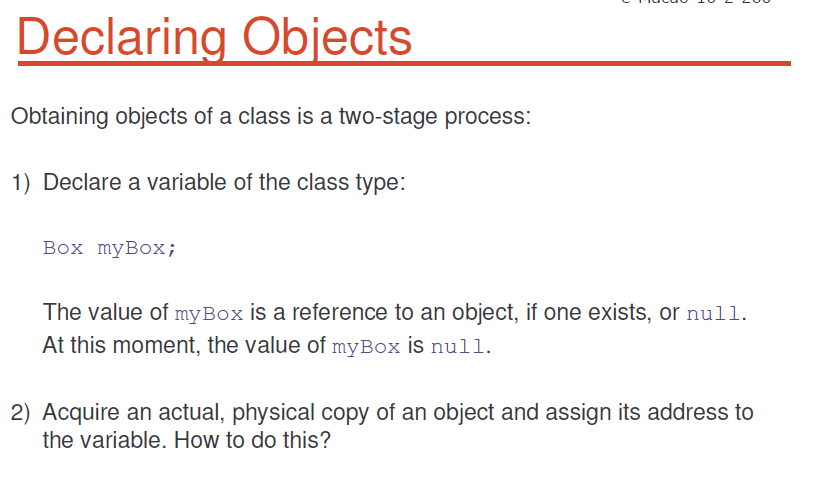 Declaring Objects
Obtaining objects of a class is a two-stage process:
1) Declare a variable of the class type:
Box myBox;
The value of myBox is a reference to an object, if one exists, or null.
At this moment, the value of myBox is null.
2) Acquire an actual, physical copy of an object and assign its address to
the variable. How to do this?